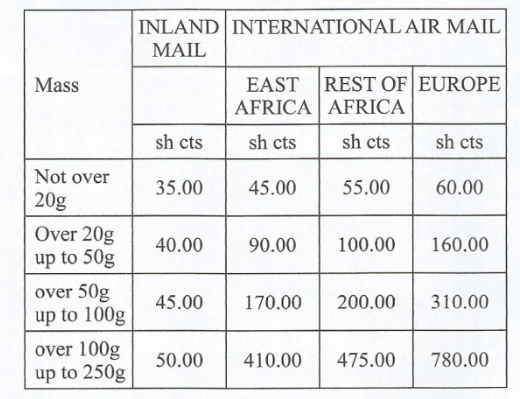 INLAND MAIL INTERNATIONAL AIR MAIL
Mass
EAST AFRICA REST OF AFRICA EUROPE
sh cts sh cts sh cts sh cts
Not over
20g 35.00 45.00 55.00 60.00
Over 20g
up to 50g 40.00 90.00 100.00 160.00
over 50g
up to 100g 45.00 170.00 200.00 310.00
over 100g
up to 250g 50.00 410.00 475.00 780.00